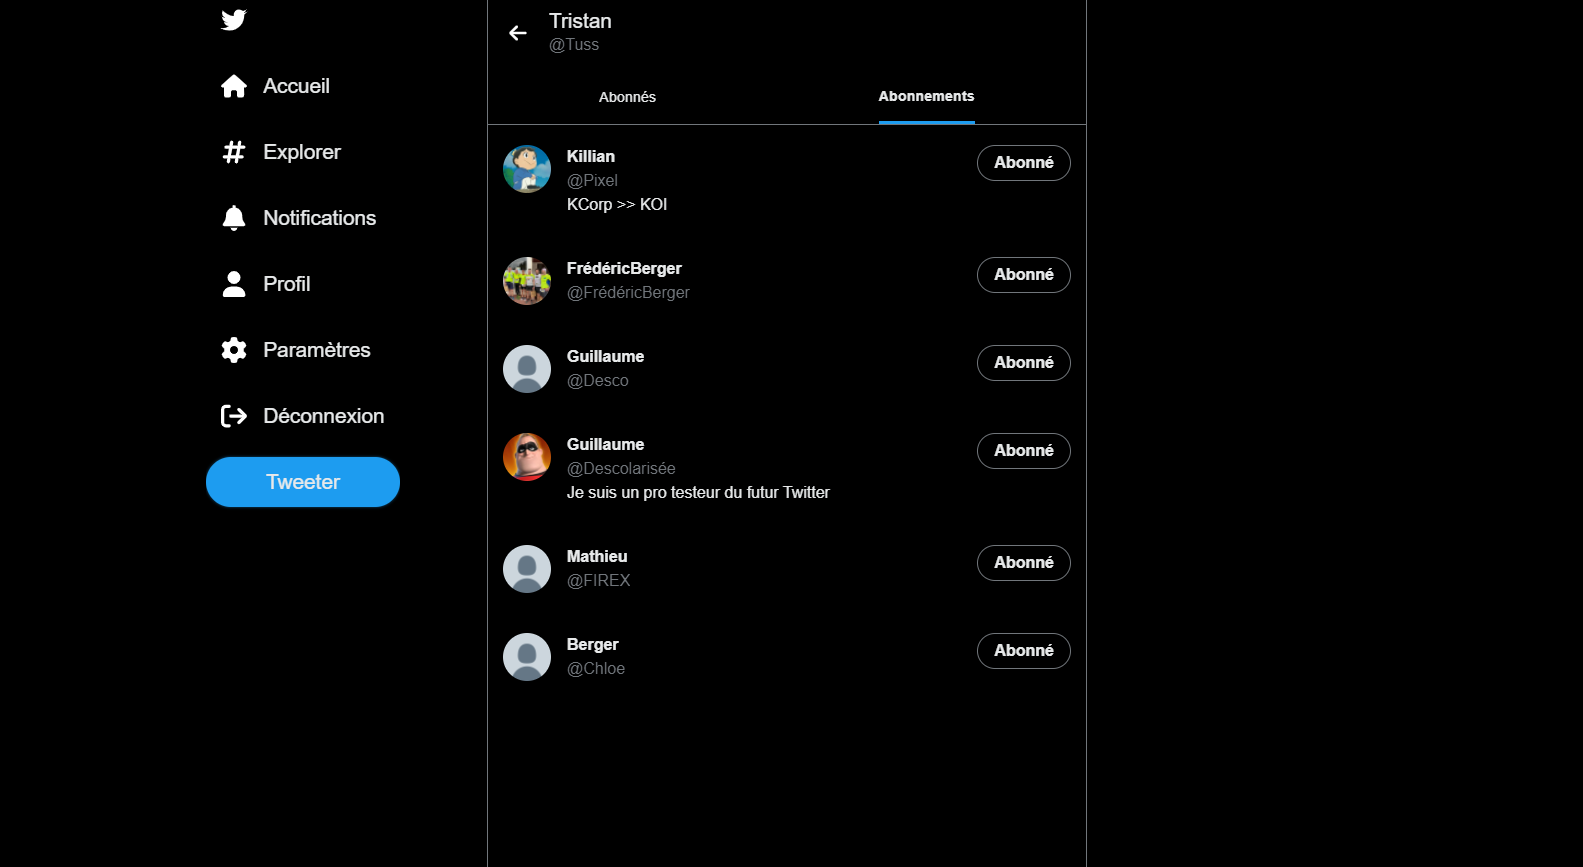 Accueil
Explorer
Notifications
Profil
Paramètres
Déconnexion
Tweeter
Tristan
@Tuss
Abonnés
Abonnements
Killian
@Pixel
KCorp >> KOI
Abonné
FrédéricBerger
@FrédéricBerger
Abonné
Guillaume
@Desco
Abonné
Guillaume
@Descolarisée
Je suis un pro testeur du futur Twitter
Abonné
Mathieu
@FIREX
Abonné
Berger
@Chloe
Abonné